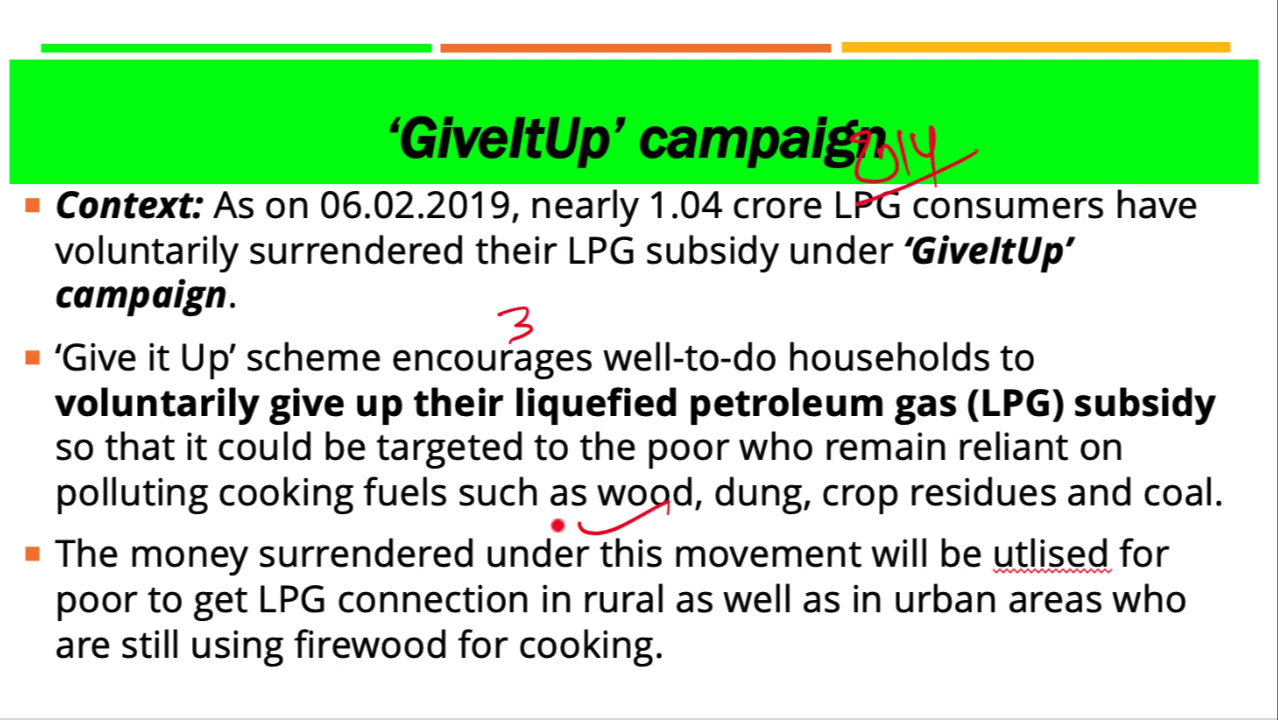 ‘GiveItUp’ campaign
2014
Context: As on 06.02.2019, nearly 1.04 crore LPG consumers have
voluntarily surrendered their LPG subsidy under ‘GiveItUp’
campaign.
3
‘Give it Up’ scheme encourages well-to-do households to
voluntarily give up their liquefied petroleum gas (LPG) subsidy
so that it could be targeted to the poor who remain reliant on
polluting cooking fuels such as wood, dung, crop residues and coal.
The money surrendered under this movement will be utlised for
poor to get LPG connection in rural as well as in urban areas who
are still using firewood for cooking.